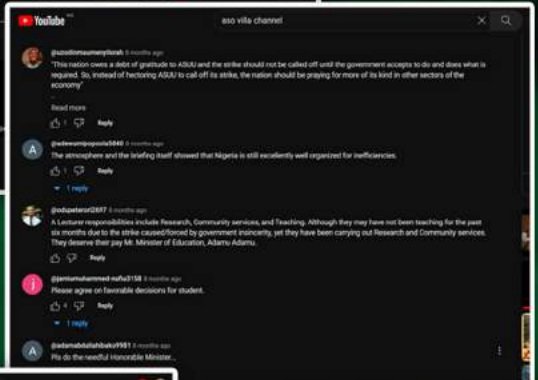 YouTube NG
aso villa channel
8 months ago
"This nation owes a debt of gratitude to ASUU and the strike should not be called off until the government accepts to do and does what is
required. So, instead of hectoring ASUU to call off its strike, the nation should be praying for more of its kind in other sectors of the
economy"
...
Read more
1 Reply
A
@adewumipopoola5840 8 months ago
The atmosphere and the briefing itself showed that Nigeria is still excellently well organized for inefficiencies.
1 Reply
1 reply
@odupeterori2697 8 months ago
A Lecturer responsibilities include Research, Community services, and Teaching. Although they may have not been teaching for the past
six months due to the strike caused/forced by government insincerity, yet they have been carrying out Research and Community services.
They deserve their pay Mr. Minister of Education, Adamu Adamu.
Reply
j
@jamiumuhammed-nafiu3158 8 months ago
Please agree on favorable decisions for student.
4 Reply
1 reply
A
@adamabdullahibako9981 8 months ago
Pls do the needful Honorable Minister...